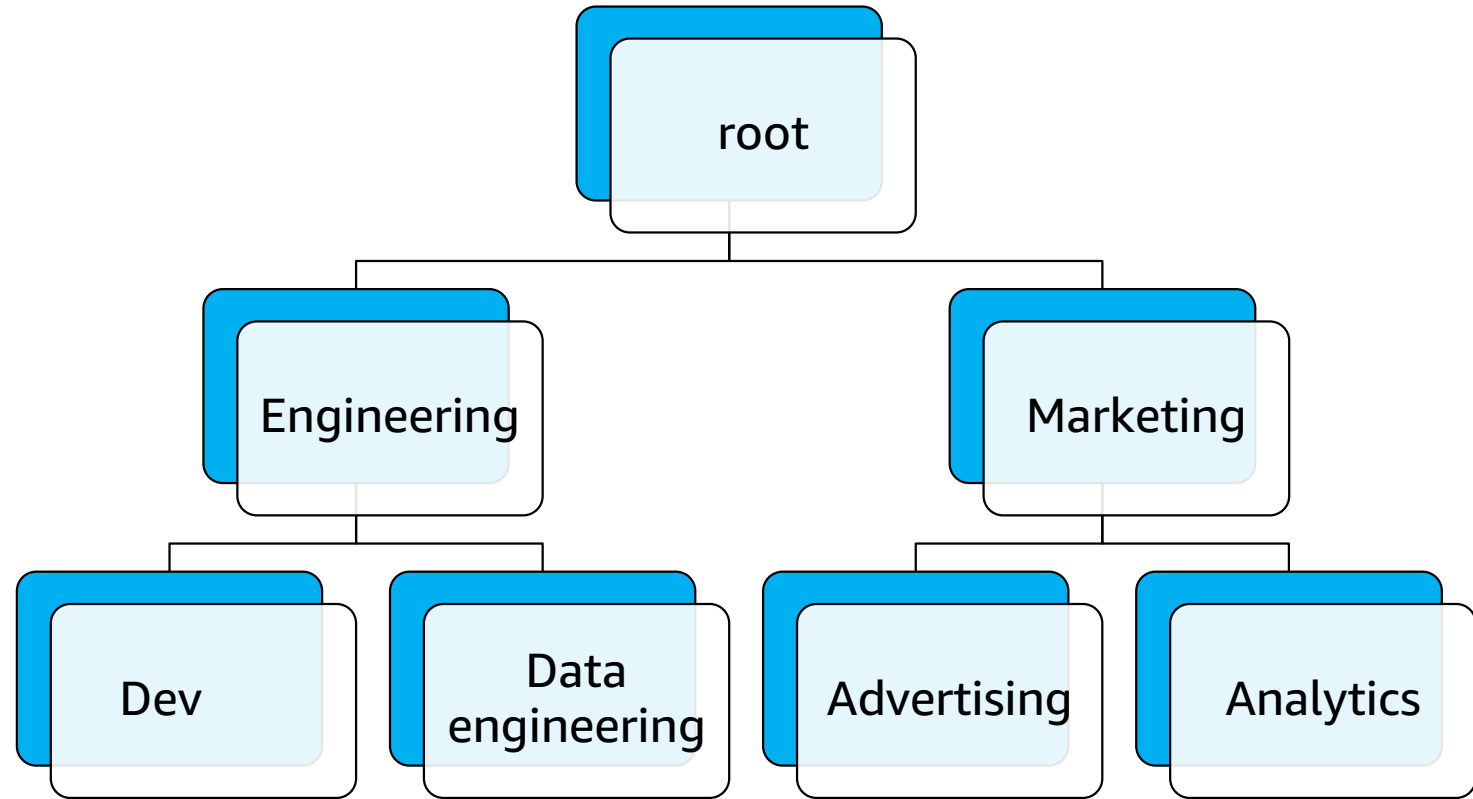 root
Engineering
Marketing
Dev
Data
engineering
Advertising
Analytics